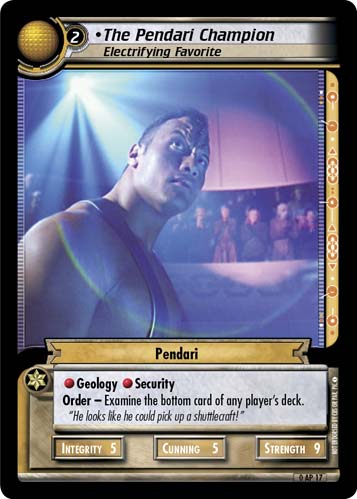 2
•The Pendari Champion
Electrifying Favorite
Pendari
Geology Security
Order – Examine the bottom card of any player's deck.
"He looks like he could pick up a shuttlecraft!"
INTEGRITY 5 CUNNING 5 STRENGTH 9
0 AP 17